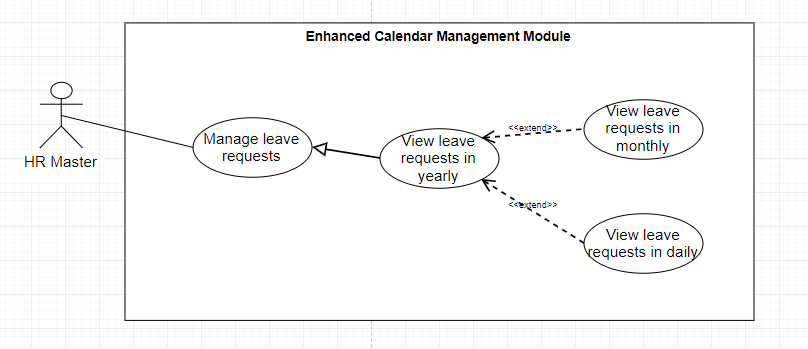 Enhanced Calendar Management Module
HR Master
Manage leave
requests
View leave
requests in
yearly
<<extend>>
View leave
requests in
monthly
<<extend>>
View leave
requests in daily